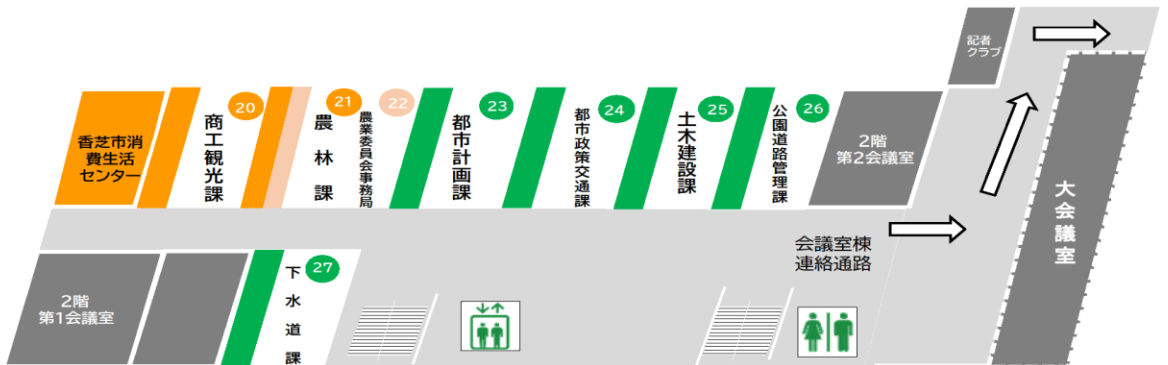 記者
クラブ
香芝市消
費生活
センター
商工観光課
20
農林課
21
農業委員会事務局
22
都市計画課
23
都市政策交通課
24
土木建設課
25
公園道路管理課
26
2階
第2会議室
大会議室
会議室棟
連絡通路
2階
第1会議室
下水道課
27